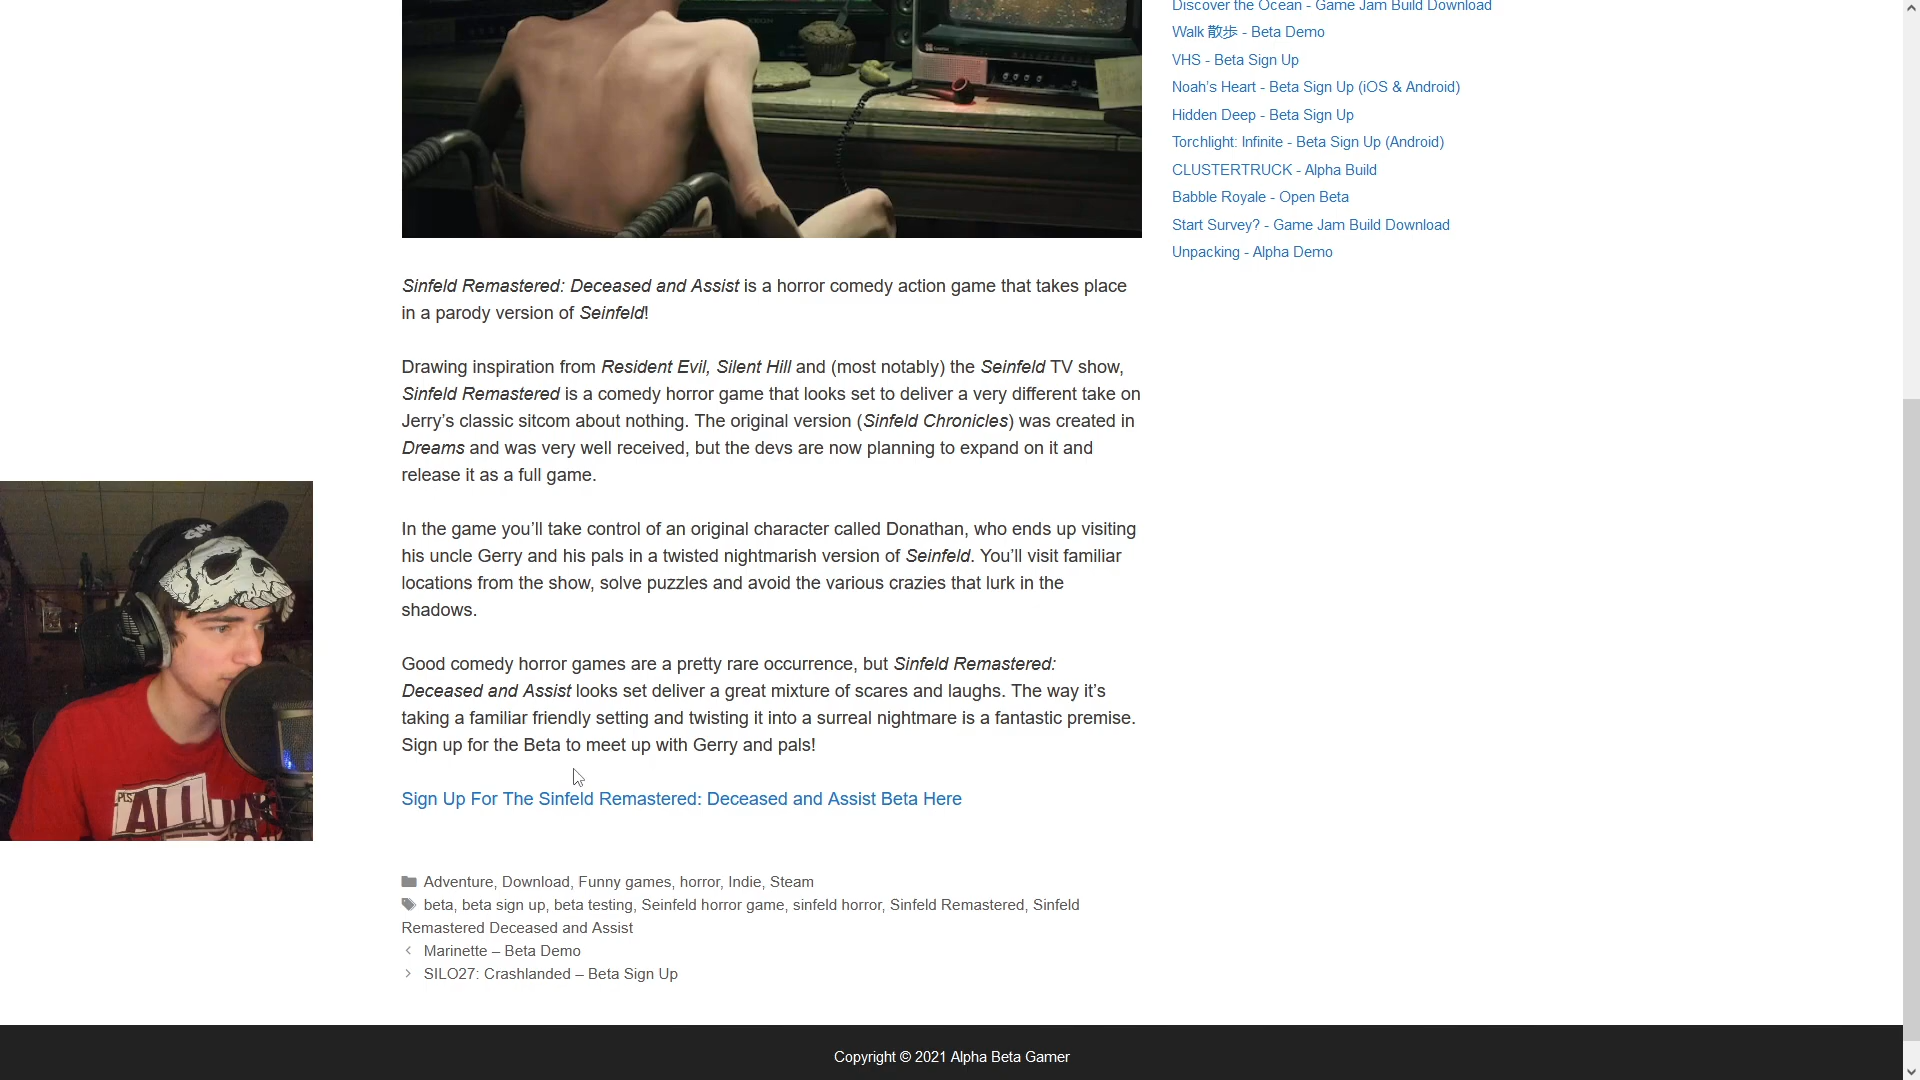 Discover the Ocean - Game Jam Build Download
Walk 散歩 - Beta Demo
VHS - Beta Sign Up
Noah's Heart - Beta Sign Up (iOS & Android)
Hidden Deep - Beta Sign Up
Torchlight: Infinite - Beta Sign Up (Android)
CLUSTERTRUCK - Alpha Build
Babble Royale - Open Beta
Start Survey? - Game Jam Build Download
Unpacking - Alpha Demo
Sinfeld Remastered: Deceased and Assist is a horror comedy action game that takes place
in a parody version of Seinfeld!
Drawing inspiration from Resident Evil, Silent Hill and (most notably) the Seinfeld TV show,
Sinfeld Remastered is a comedy horror game that looks set to deliver a very different take on
Jerry's classic sitcom about nothing. The original version (Sinfeld Chronicles) was created in
Dreams and was very well received, but the devs are now planning to expand on it and
release it as a full game.
In the game you'll take control of an original character called Donathan, who ends up visiting
his uncle Gerry and his pals in a twisted nightmarish version of Seinfeld. You'll visit familiar
locations from the show, solve puzzles and avoid the various crazies that lurk in the
shadows.
Good comedy horror games are a pretty rare occurrence, but Sinfeld Remastered:
Deceased and Assist looks set deliver a great mixture of scares and laughs. The way it's
taking a familiar friendly setting and twisting it into a surreal nightmare is a fantastic premise.
Sign up for the Beta to meet up with Gerry and pals!
Sign Up For The Sinfeld Remastered: Deceased and Assist Beta Here
Adventure, Download, Funny games, horror, Indie, Steam
beta, beta sign up, beta testing, Seinfeld horror game, sinfeld horror, Sinfeld Remastered, Sinfeld
Remastered Deceased and Assist
Marinette – Beta Demo
SILO27: Crashlanded – Beta Sign Up
Copyright © 2021 Alpha Beta Gamer